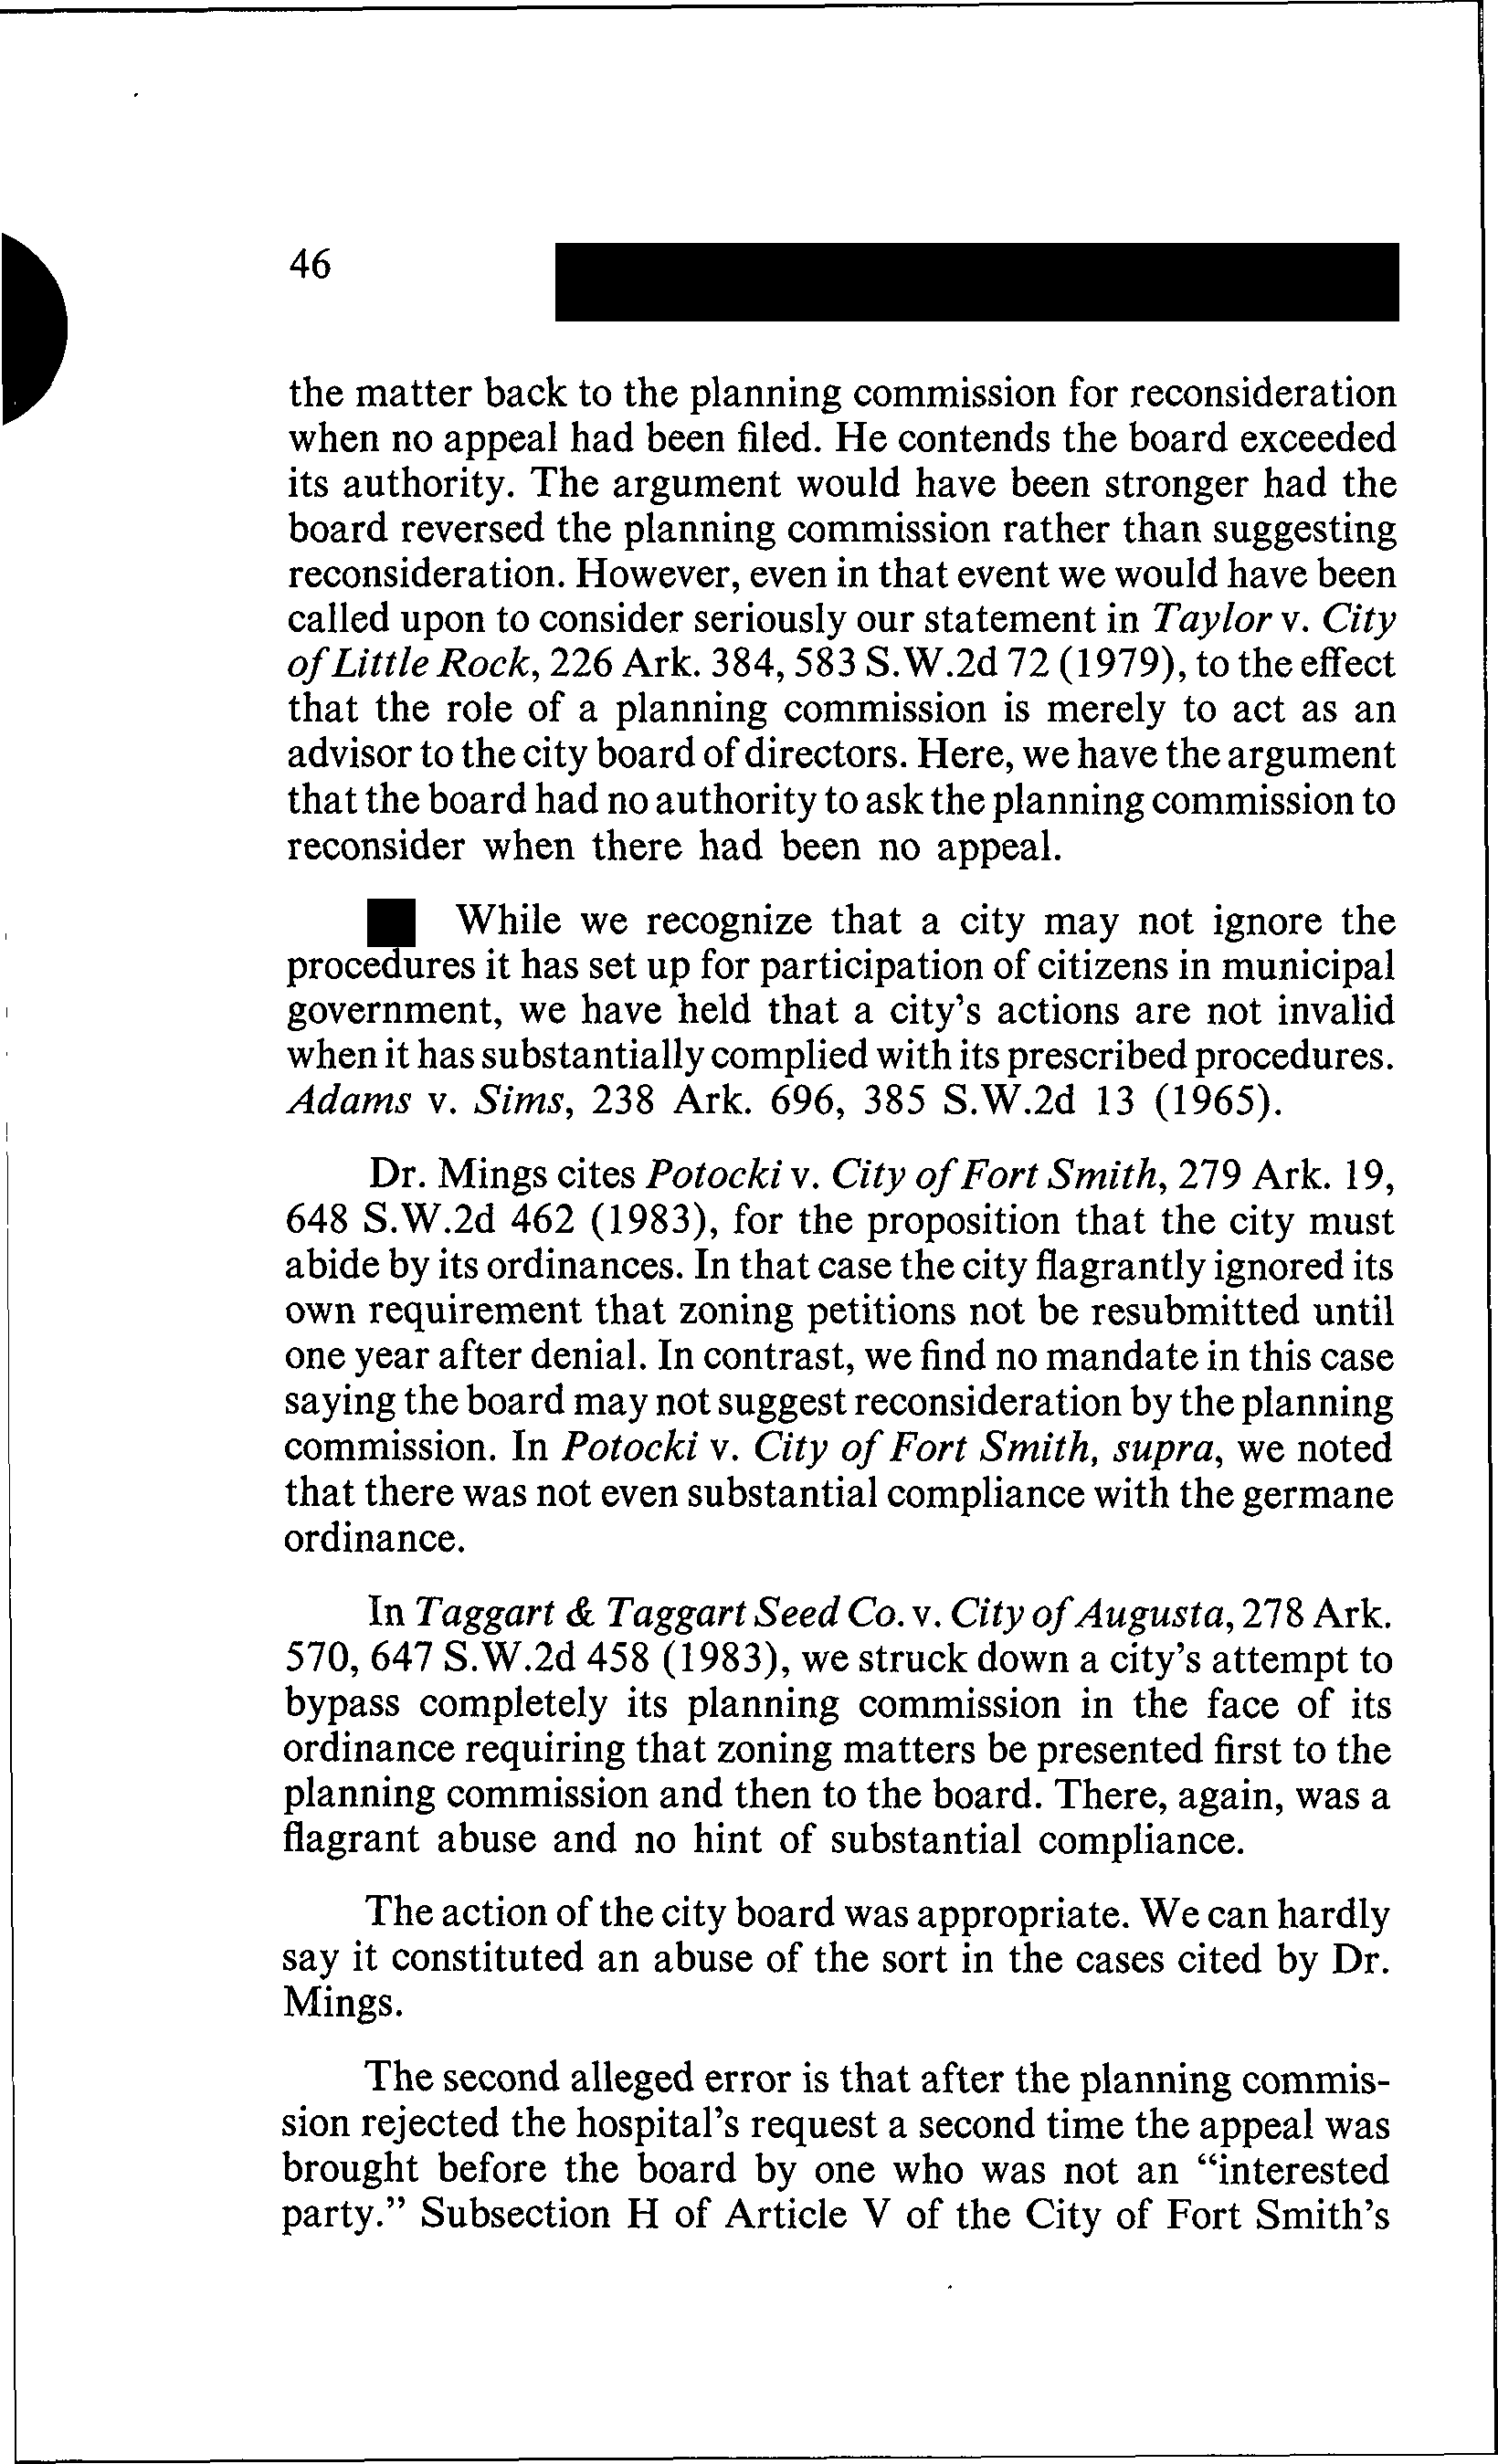 46
the matter back to the planning commission for reconsideration
when no appeal had been filed. He contends the board exceeded
its authority. The argument would have been stronger had the
board reversed the planning commission rather than suggesting
reconsideration. However, even in that event we would have been
called upon to consider seriously our statement in Taylor v. City
of Little Rock, 226 Ark. 384, 583 S.W.2d 72 (1979), to the effect
that the role of a planning commission is merely to act as an
advisor to the city board of directors. Here, we have the argument
that the board had no authority to ask the planning commission to
reconsider when there had been no appeal.
While we recognize that a city may not ignore the
procedures it has set up for participation of citizens in municipal
government, we have held that a city's actions are not invalid
when it has substantially complied with its prescribed procedures.
Adams v. Sims, 238 Ark. 696, 385 S.W.2d 13 (1965).
Dr. Mings cites Potocki v. City of Fort Smith, 279 Ark. 19,
648 S.W.2d 462 (1983), for the proposition that the city must
abide by its ordinances. In that case the city flagrantly ignored its
own requirement that zoning petitions not be resubmitted until
one year after denial. In contrast, we find no mandate in this case
saying the board may not suggest reconsideration by the planning
commission. In Potocki v. City of Fort Smith, supra, we noted
that there was not even substantial compliance with the germane
ordinance.
In Taggart & Taggart Seed Co. v. City of Augusta, 278 Ark.
570, 647 S.W.2d 458 (1983), we struck down a city's attempt to
bypass completely its planning commission in the face of its
ordinance requiring that zoning matters be presented first to the
planning commission and then to the board. There, again, was a
flagrant abuse and no hint of substantial compliance.
The action of the city board was appropriate. We can hardly
say it constituted an abuse of the sort in the cases cited by Dr.
Mings.
The second alleged error is that after the planning commis-
sion rejected the hospital's request a second time the appeal was
brought before the board by one who was not an "interested
party." Subsection H of Article V of the City of Fort Smith's